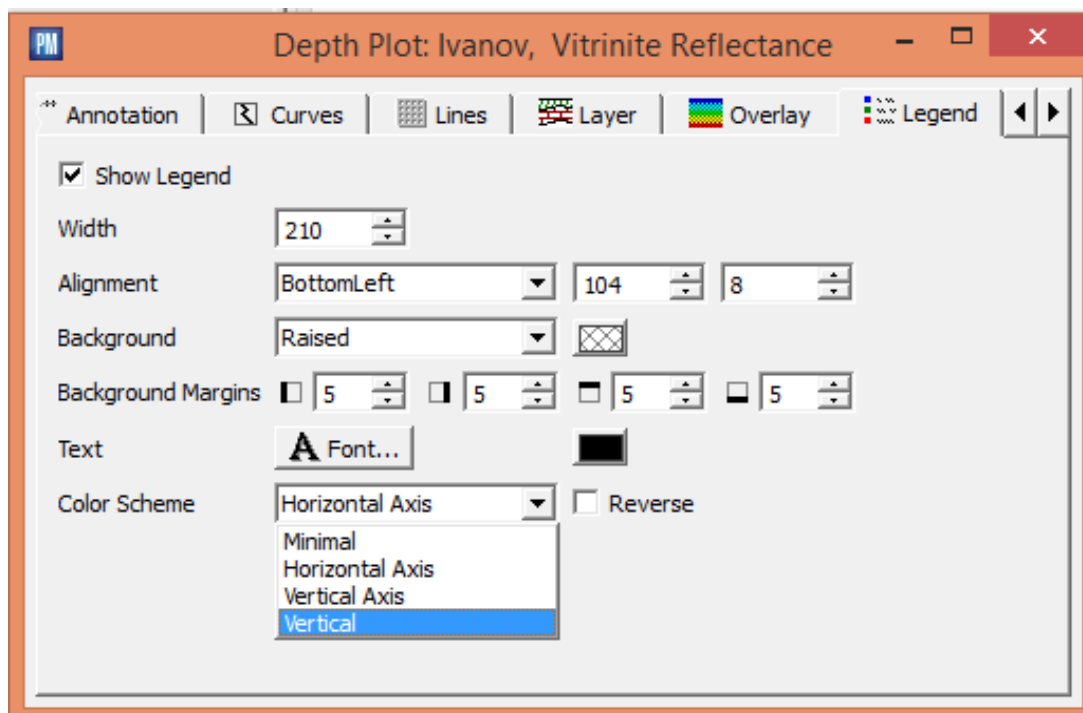 PM Depth Plot: Ivanov, Vitrinite Reflectance
Annotation Curves Lines Layer Overlay Legend
Show Legend
Width 210
Alignment BottomLeft 104 8
Background Raised
Background Margins 5 5 5 5
Text A Font...
Color Scheme Horizontal Axis Reverse
Minimal
Horizontal Axis
Vertical Axis
Vertical